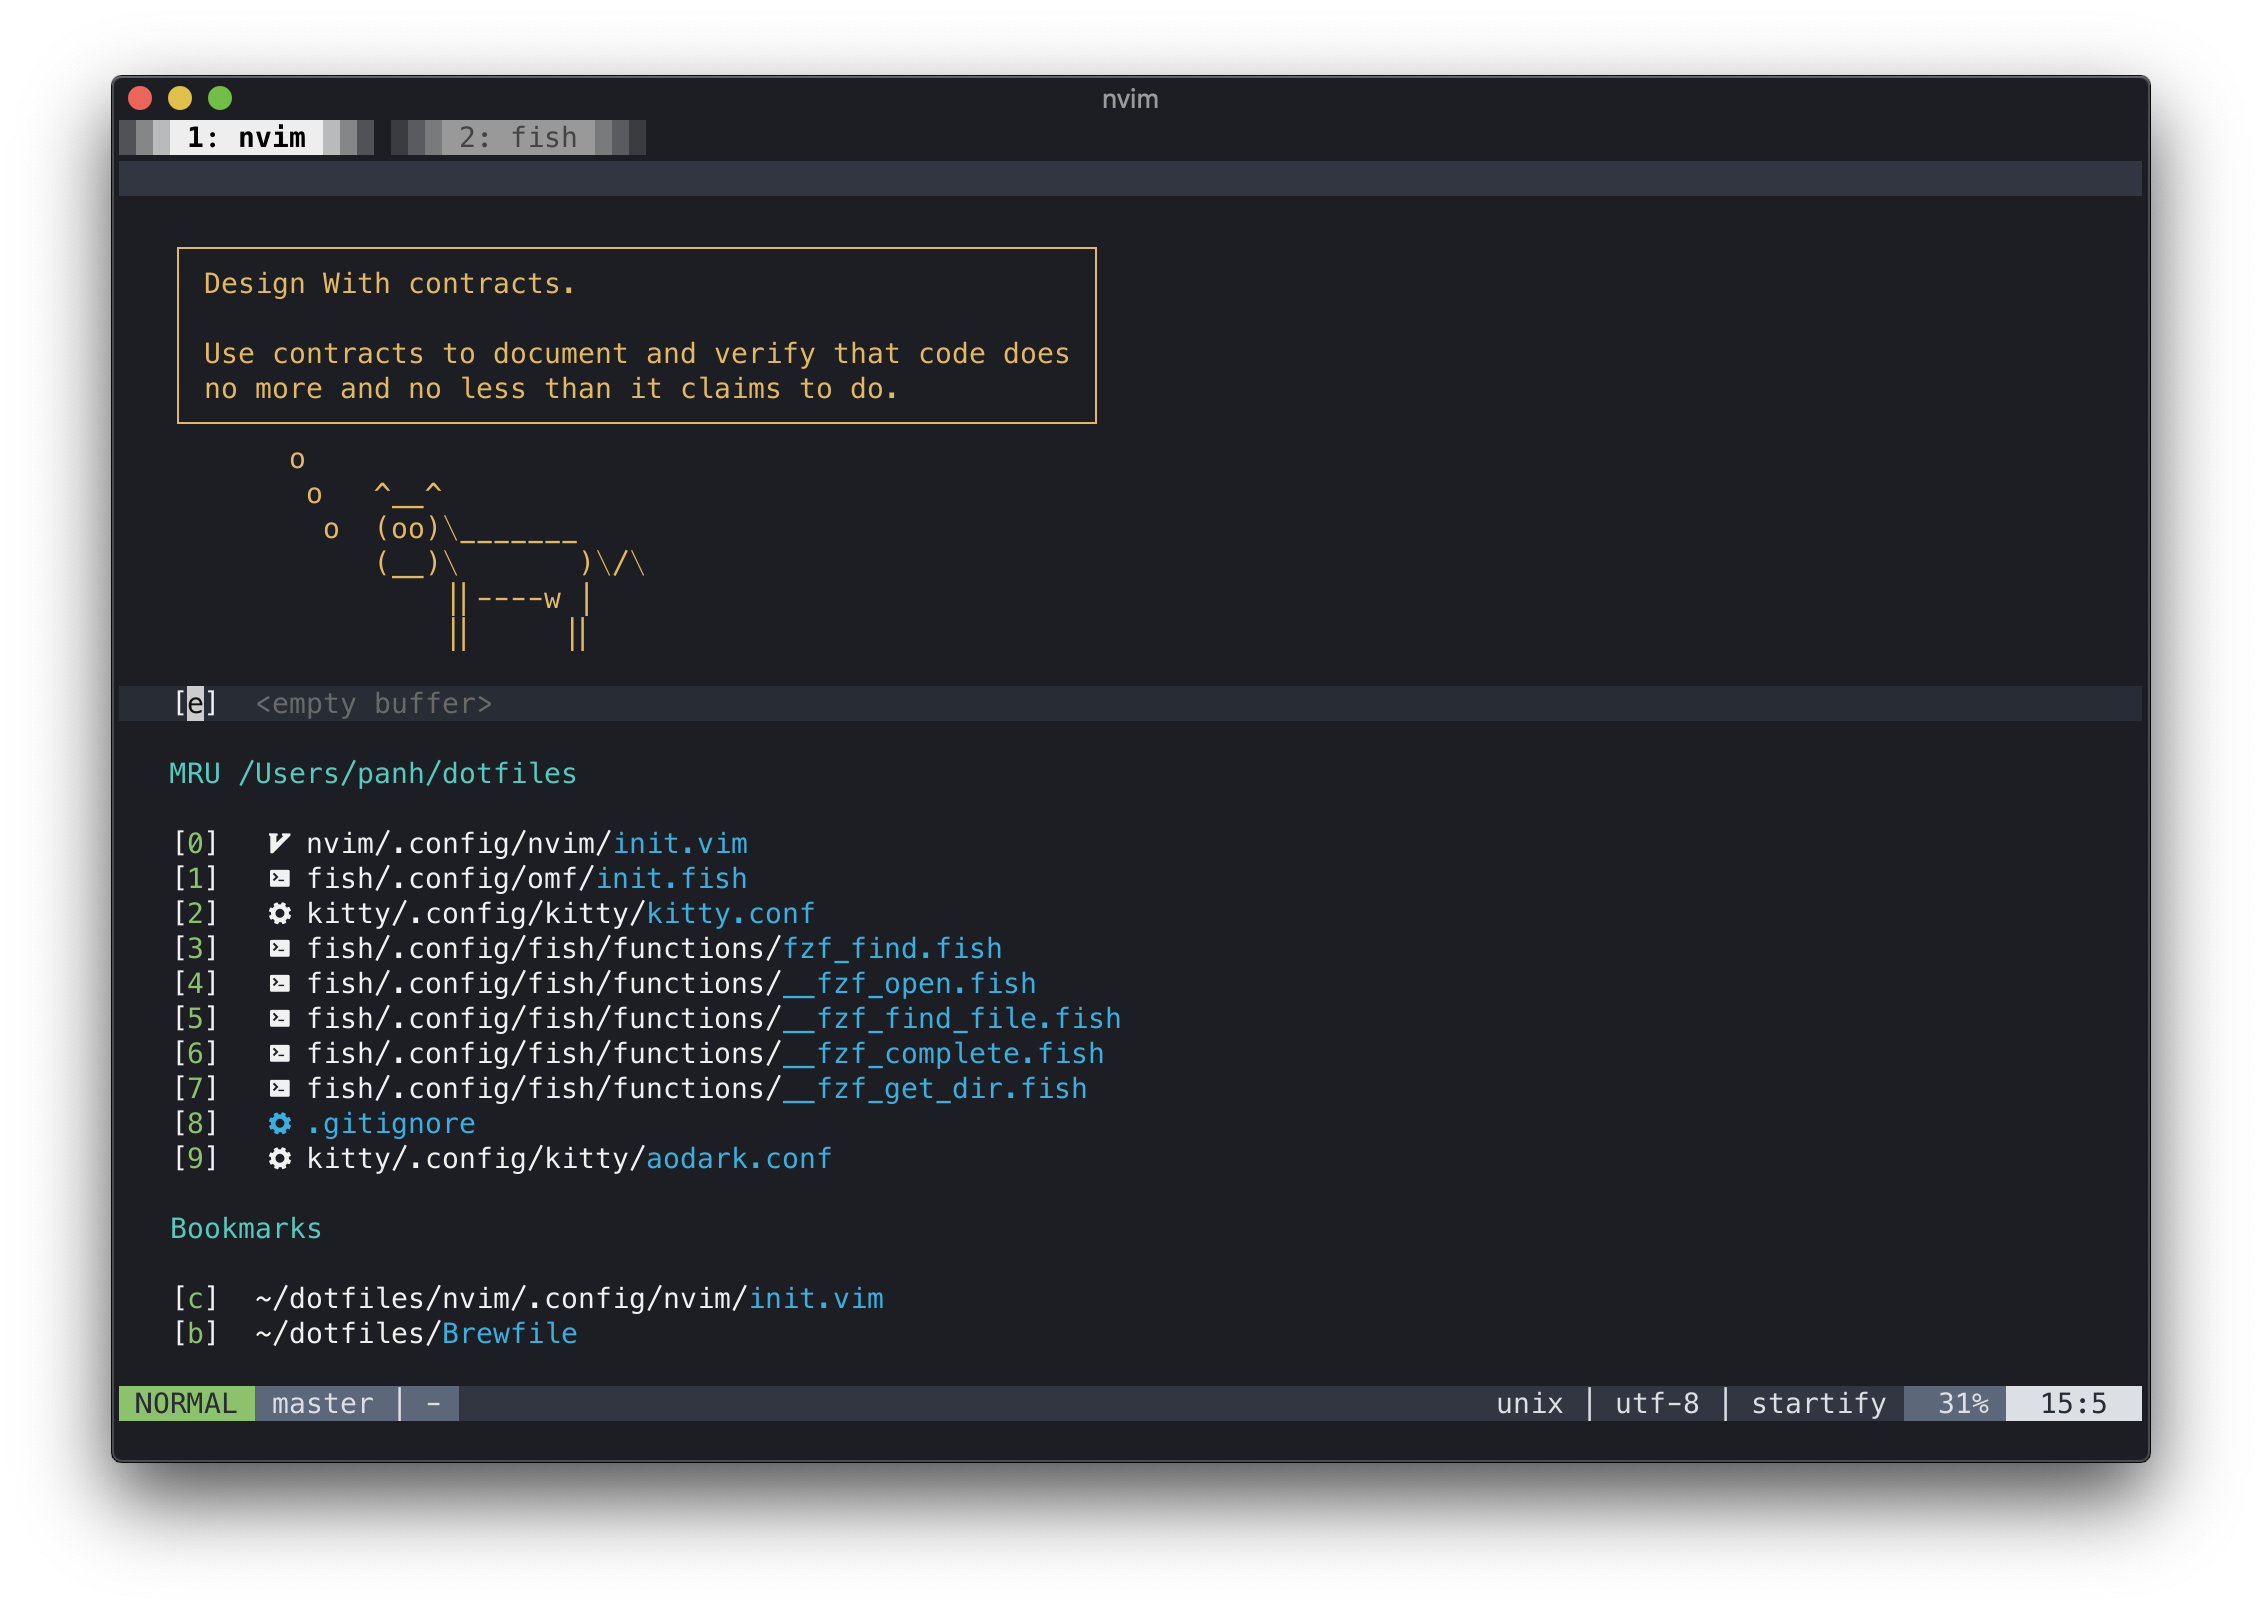 nvim
1: nvim 2: fish
Design With contracts.
Use contracts to document and verify that code does
no more and no less than it claims to do.
o
o   ^__^
o  (oo)\_______
(__)\       )\/\
||----w |
||     ||
[e]  <empty buffer>
MRU /Users/panh/dotfiles
[0] nvim/.config/nvim/init.vim
[1] fish/.config/omf/init.fish
[2] kitty/.config/kitty/kitty.conf
[3] fish/.config/fish/functions/fzf_find.fish
[4] fish/.config/fish/functions/__fzf_open.fish
[5] fish/.config/fish/functions/__fzf_find_file.fish
[6] fish/.config/fish/functions/__fzf_complete.fish
[7] fish/.config/fish/functions/__fzf_get_dir.fish
[8] .gitignore
[9] kitty/.config/kitty/aodark.conf
Bookmarks
[c]  ~/dotfiles/nvim/.config/nvim/init.vim
[b]  ~/dotfiles/Brewfile
NORMAL master | - unix | utf-8 | startify 31% 15:5